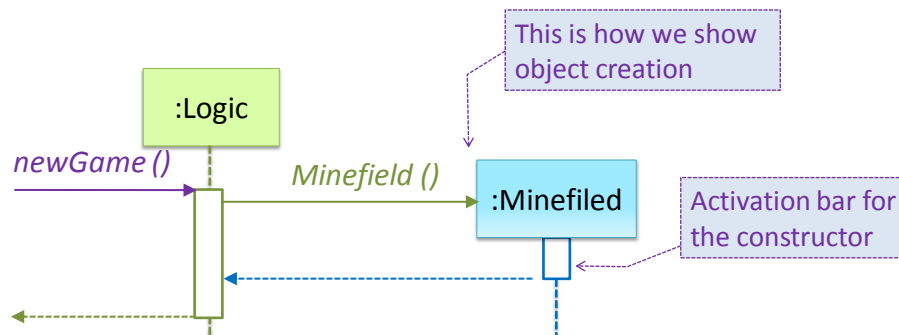 This is how we show
object creation
:Logic
newGame ()
Minefield ()
:Minefiled
Activation bar for
the constructor